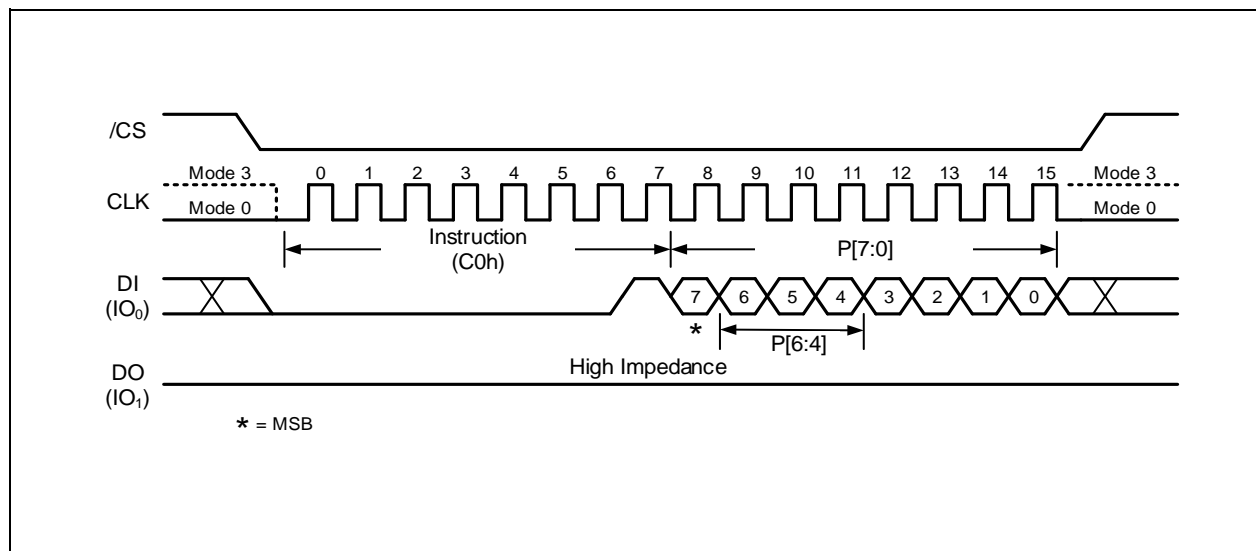 /CS
Mode 3 0 1 2 3 4 5 6 7 8 9 10 11 12 13 14 15 Mode 3
CLK
Mode 0 Mode 0
Instruction
(C0h)
P[7:0]
DI
(IO₀)
7 6 5 4 3 2 1 0
*
P[6:4]
High Impedance
DO
(IO₁)
* = MSB